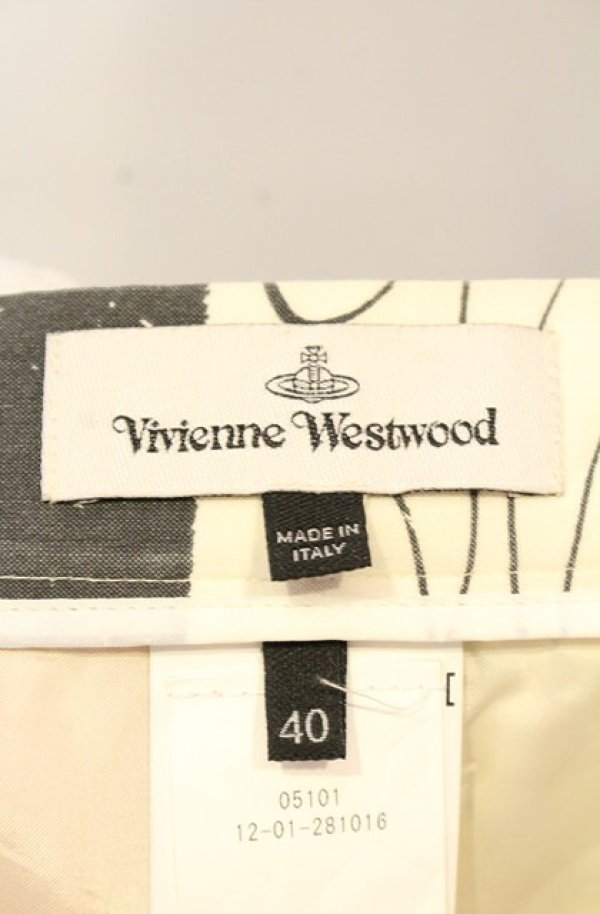 Vivienne Westwood
MADE IN
ITALY
40
05101
12-01-281016